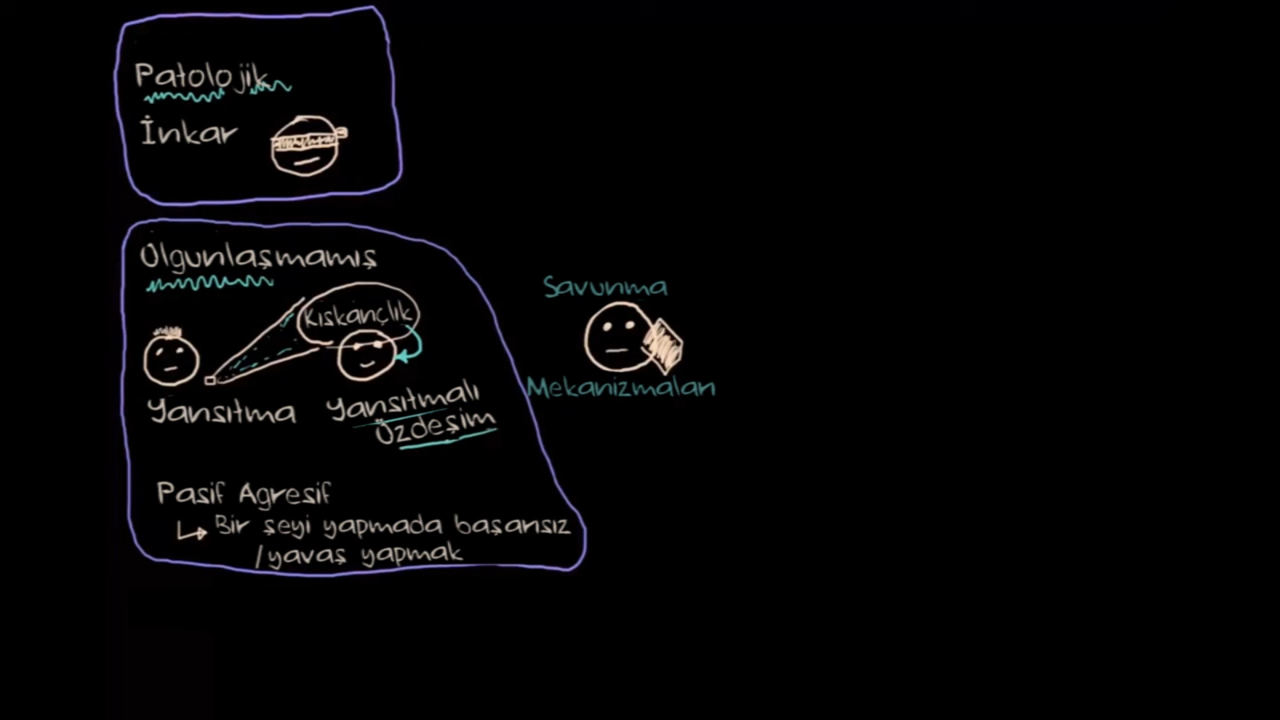 Patolojik
İnkar
Olgunlaşmamış
Kıskançlık
Yansıtma
Yansıtmalı
Özdeşim
Pasif Agresif
Bir şeyi yapmada başarısız
/yavaş yapmak
Savunma
Mekanizmaları